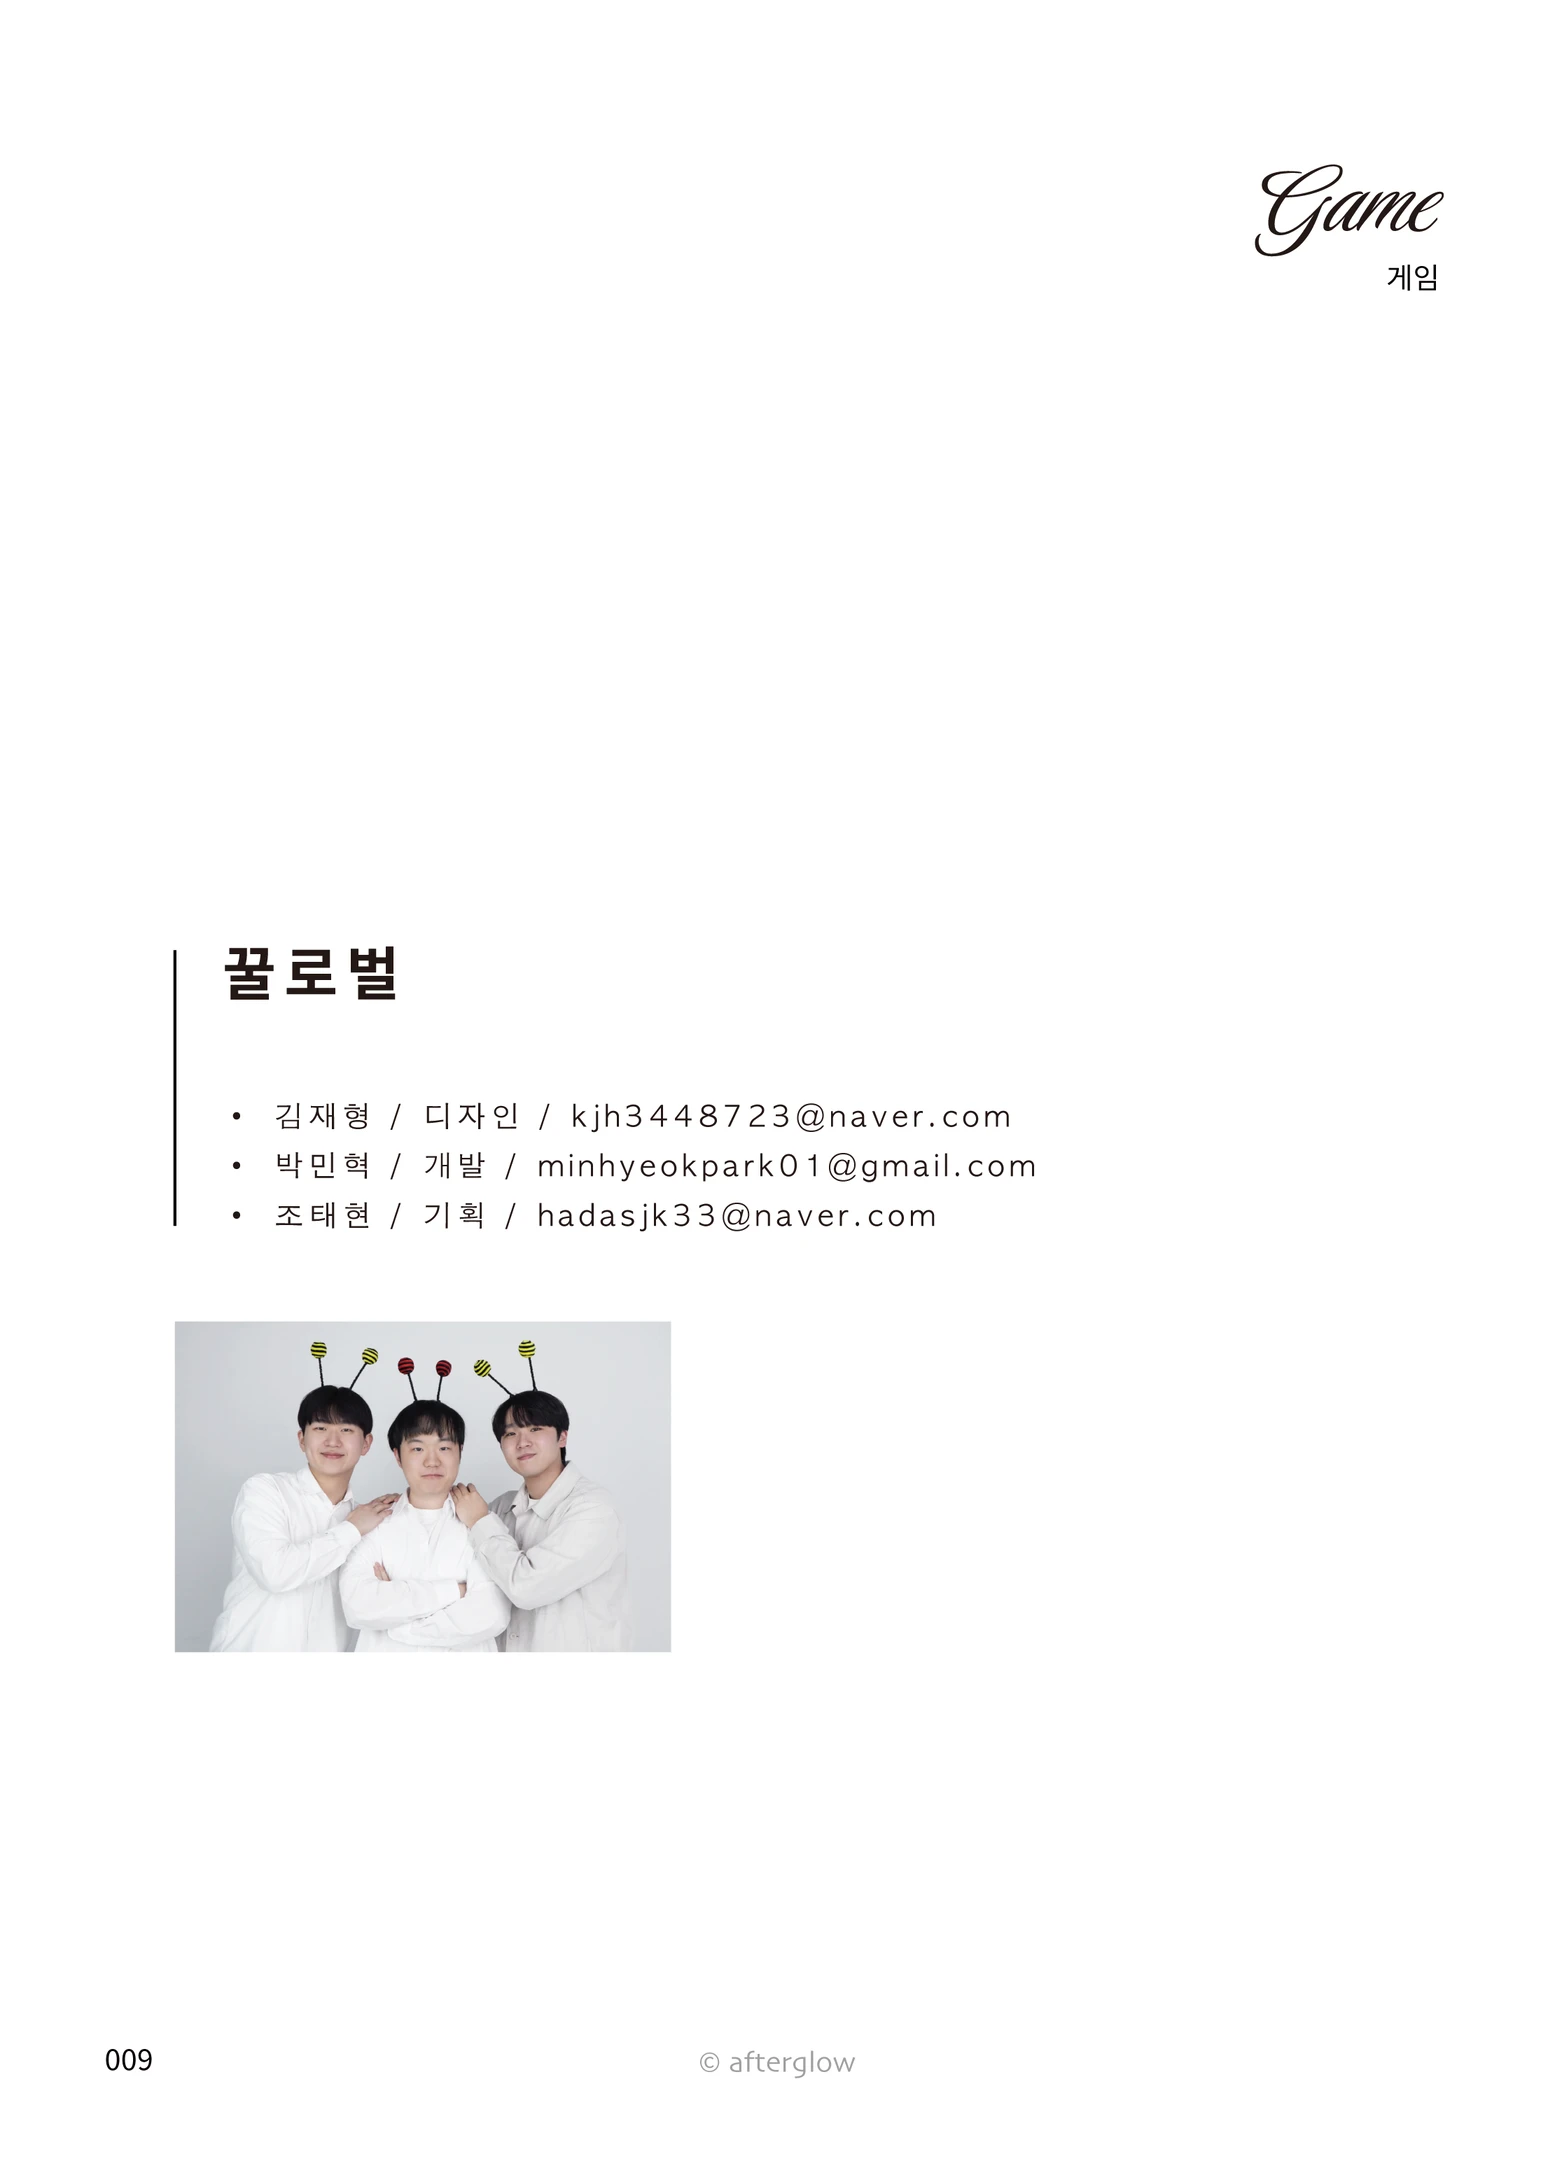 Game
게임
꿀로벌
• 김재형 / 디자인 / kjh3448723@naver.com
• 박민혁 / 개발 / minhyeokpark01@gmail.com
• 조태현 / 기획 / hadasjk33@naver.com
009
© afterglow